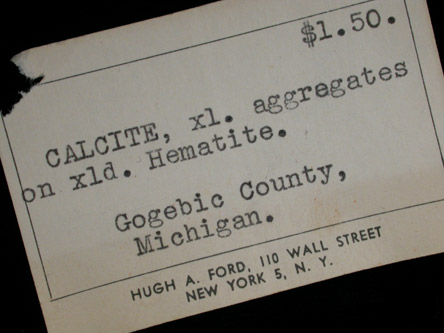 $1.50.
CALCITE, xl. aggregates
on xld. Hematite.
Gogebic County,
Michigan.
HUGH A. FORD, 110 WALL STREET
NEW YORK 5, N. Y.